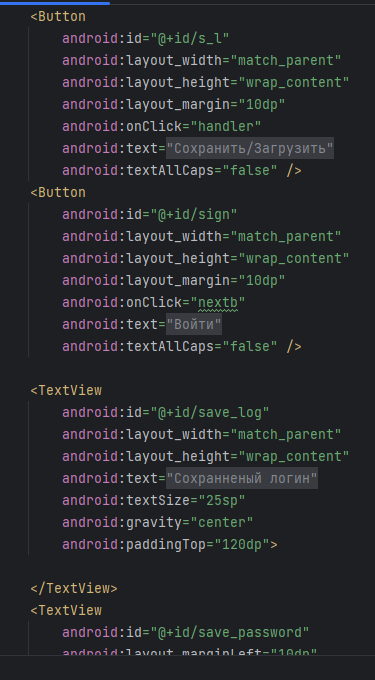 <Button
android:id="@+id/s_l"
android:layout_width="match_parent"
android:layout_height="wrap_content"
android:layout_margin="10dp"
android:onClick="handler"
android:text="Сохранить/Загрузить"
android:textAllCaps="false" />
<Button
android:id="@+id/sign"
android:layout_width="match_parent"
android:layout_height="wrap_content"
android:layout_margin="10dp"
android:onClick="nextb"
android:text="Войти"
android:textAllCaps="false" />
<TextView
android:id="@+id/save_log"
android:layout_width="match_parent"
android:layout_height="wrap_content"
android:text="Сохранненый логин"
android:textSize="25sp"
android:gravity="center"
android:paddingTop="120dp">
</TextView>
<TextView
android:id="@+id/save_password"
android:layout_marginLeft="10dp"